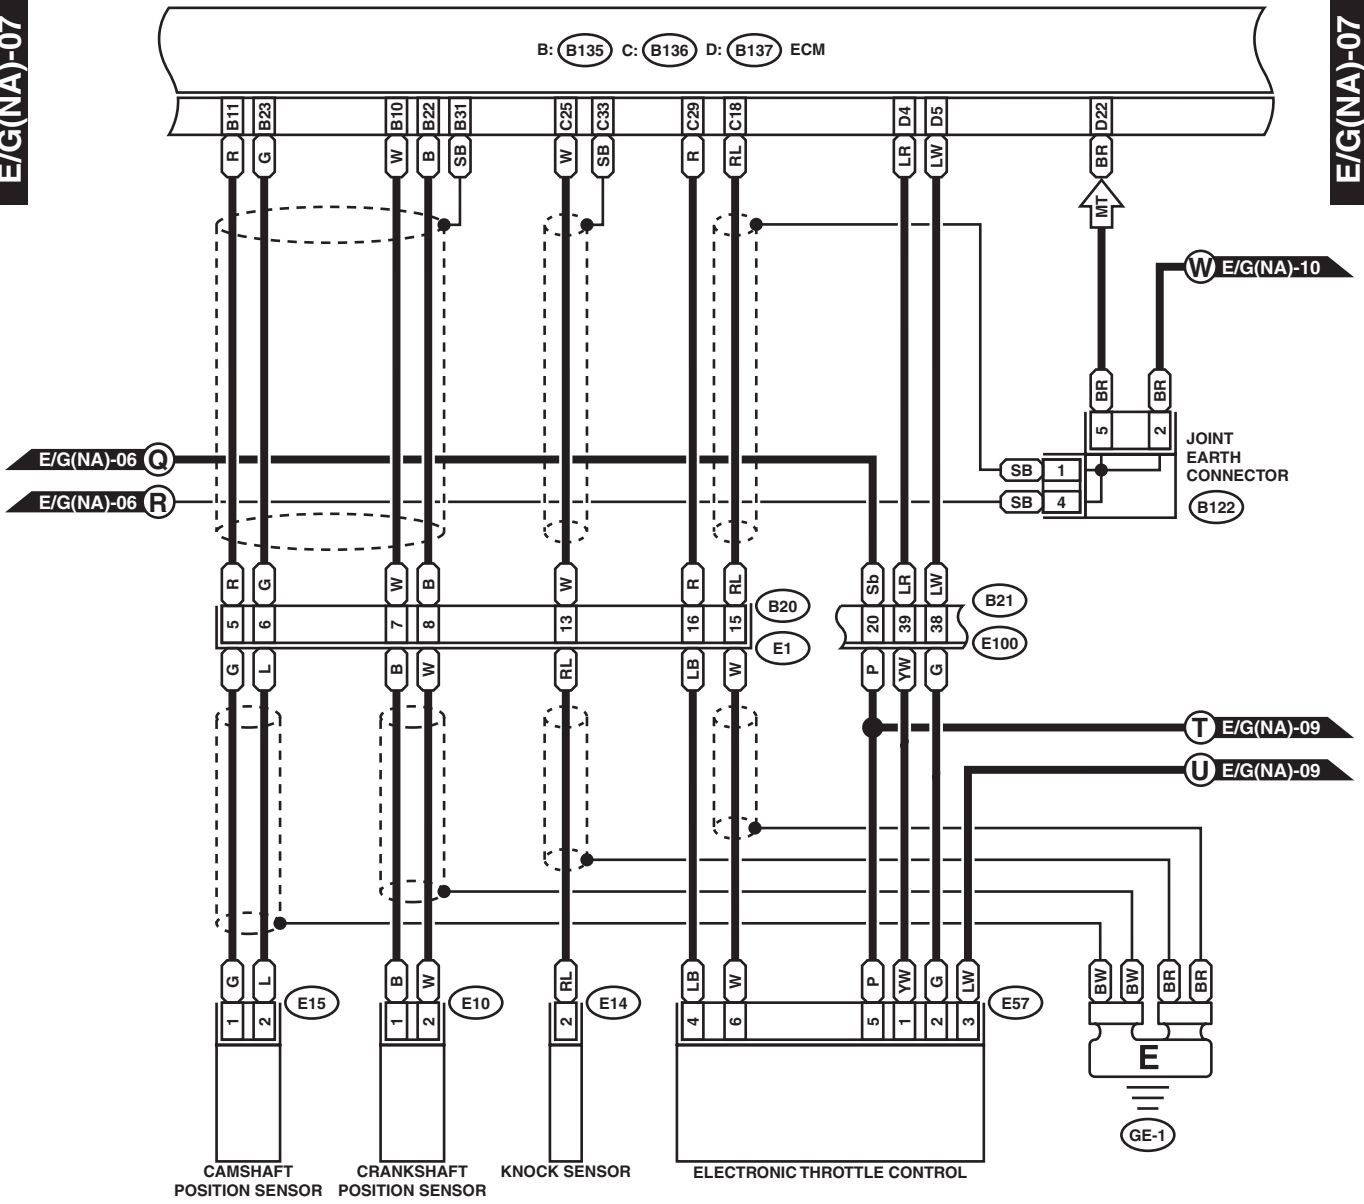 E/G(NA)-07
E/G(NA)-07
B: B135 C: B136 D: B137 ECM
B11 B23 B10 B22 B31 C25 C33 C29 C18 D4 D5 D22
R G W B SB W SB R RL LR LW BR
MT
W E/G(NA)-10
BR BR
5 2
JOINT
EARTH
CONNECTOR
B122
E/G(NA)-06 Q
SB 1
E/G(NA)-06 R
SB 4
R G W B W R RL Sb LR LW
5 6 7 8 13 16 15 20 39 38
B20
B21
E1
E100
G L B W RL LB W P YW G
T E/G(NA)-09
U E/G(NA)-09
G L B W RL LB W P YW G LW BW BW BR BR
E15
E10
E14
E57
1 2 1 2 2 4 6 5 1 2 3
E
GE-1
CAMSHAFT
POSITION SENSOR
CRANKSHAFT
POSITION SENSOR
KNOCK SENSOR
ELECTRONIC THROTTLE CONTROL